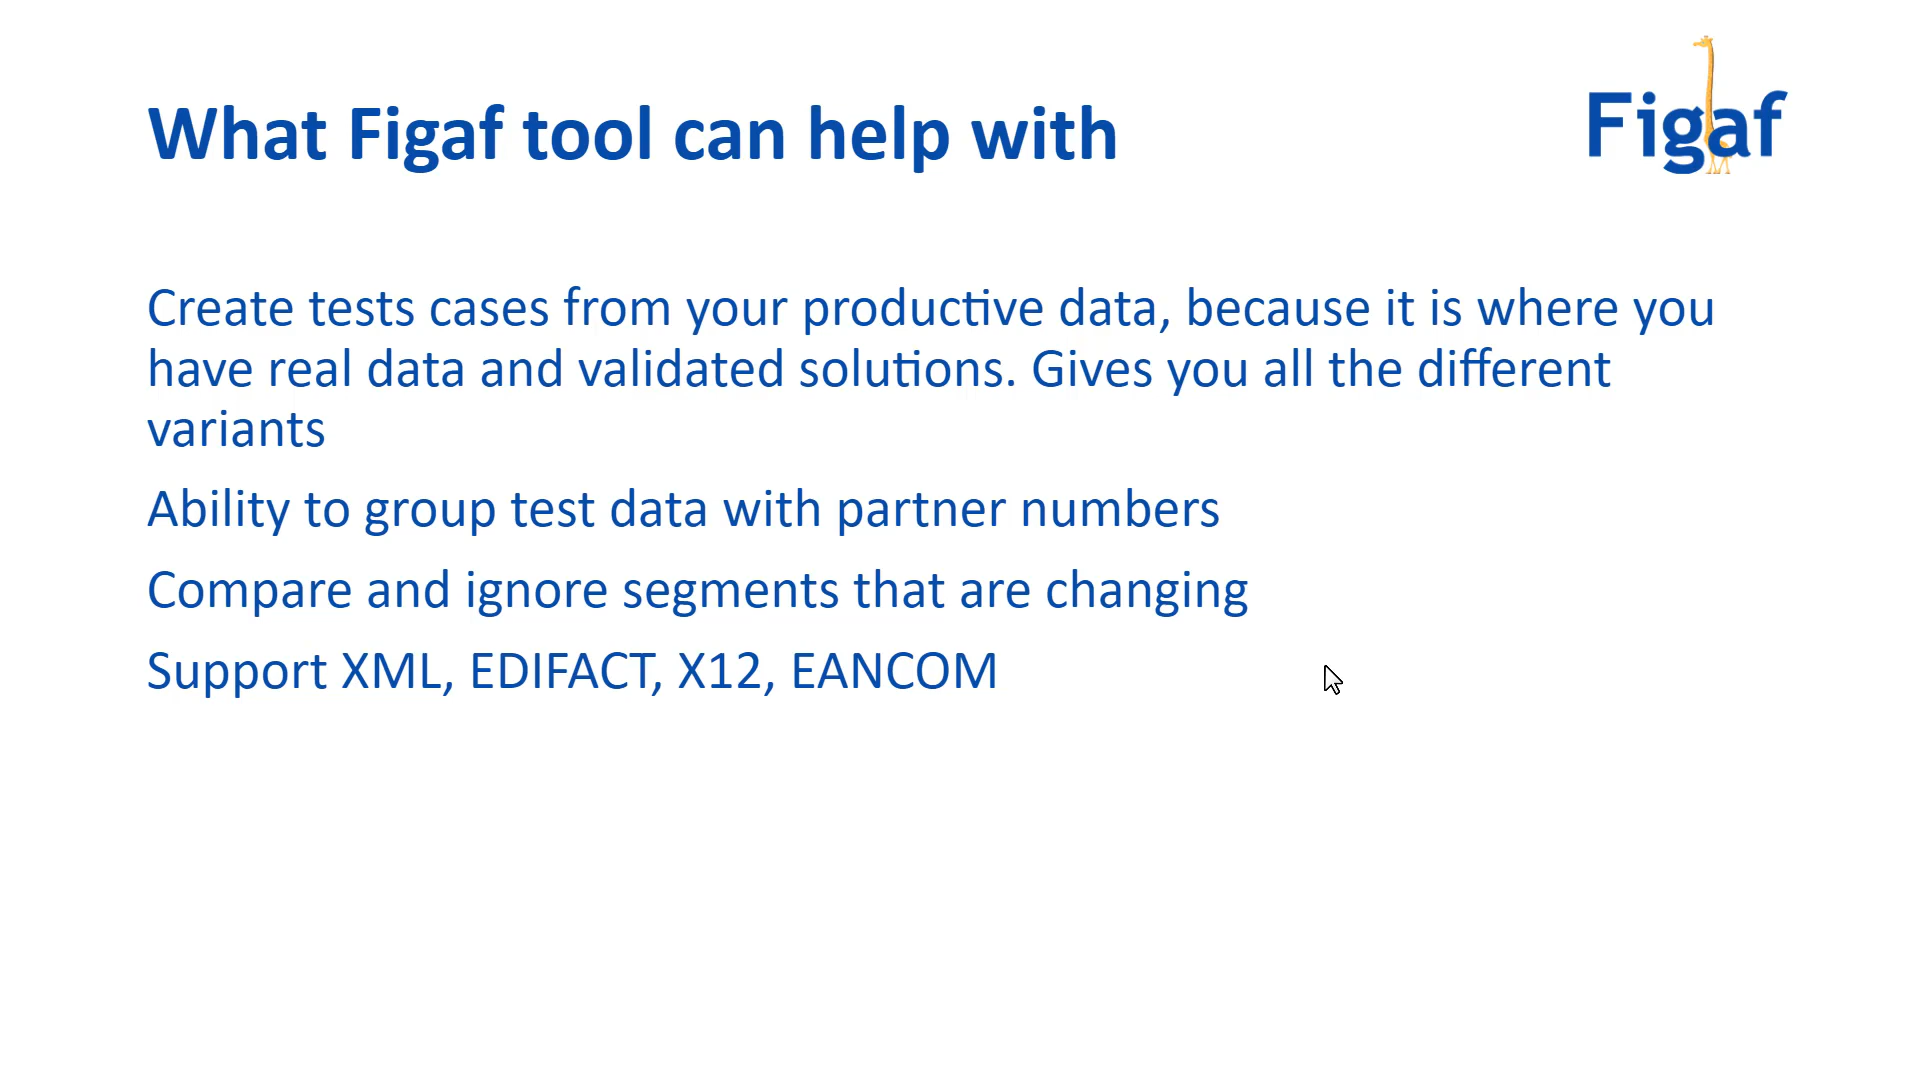 What Figaf tool can help with
Figaf
Create tests cases from your productive data, because it is where you
have real data and validated solutions. Gives you all the different
variants
Ability to group test data with partner numbers
Compare and ignore segments that are changing
Support XML, EDIFACT, X12, EANCOM